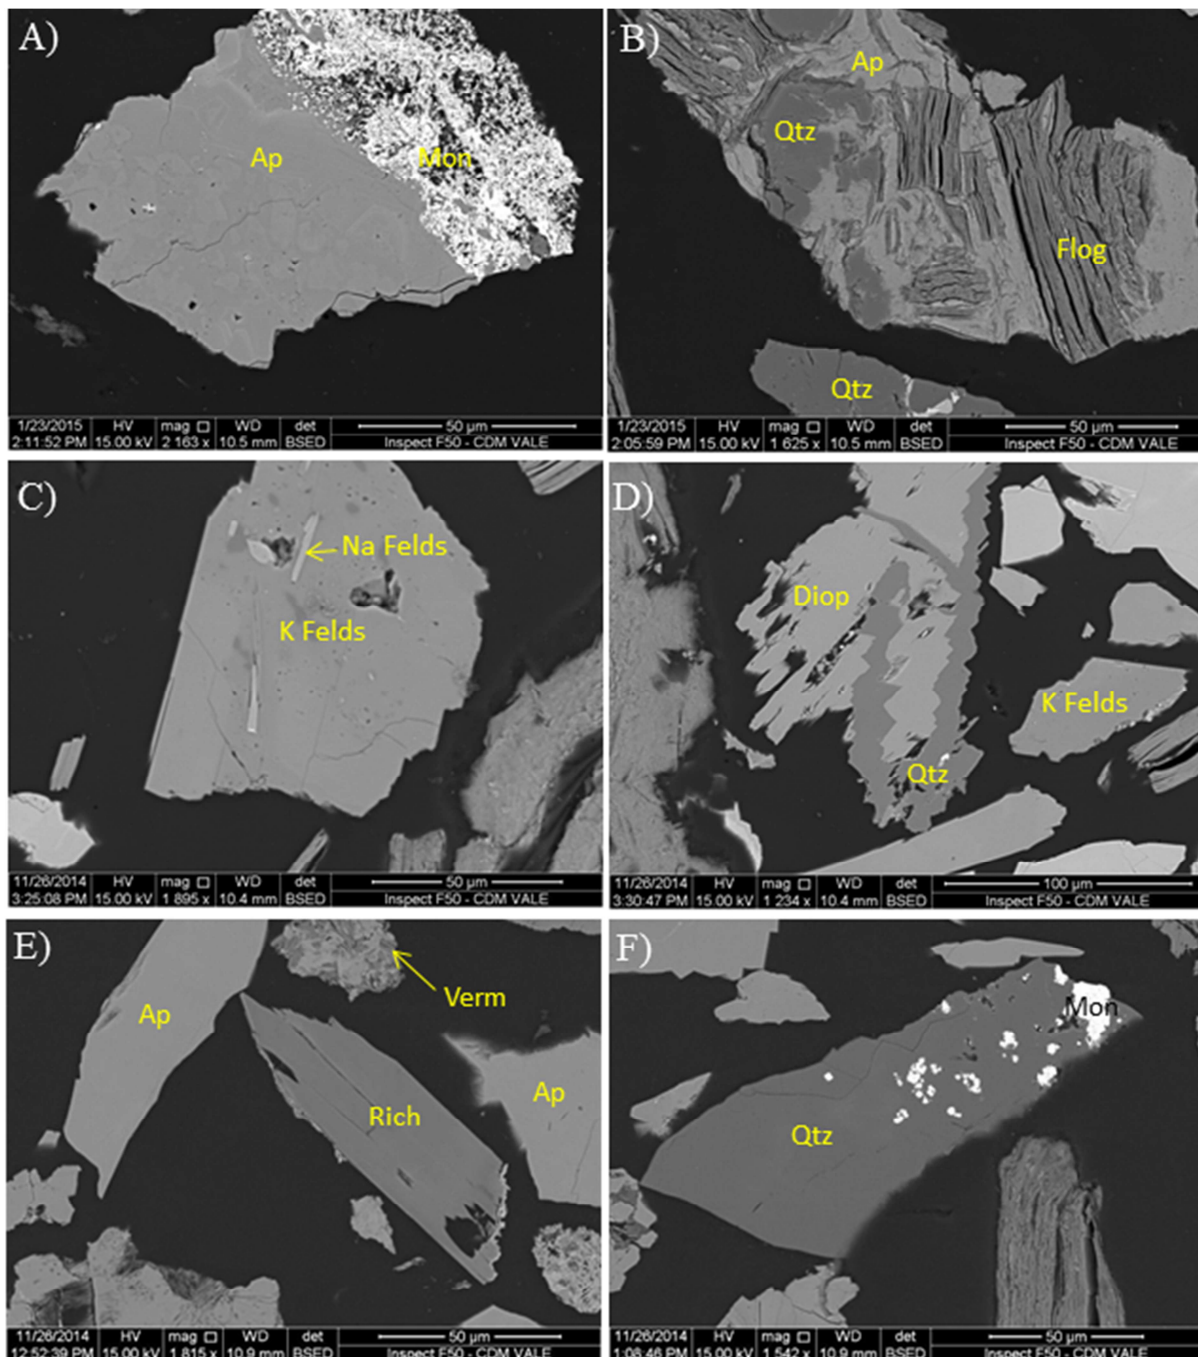 A)
Ap
Mon
1/23/2015 HV mag □ WD det 50 µm
2:11:52 PM 15.00 kV 2 163 x 10.5 mm BSED Inspect F50 - CDM VALE
B)
Ap
Qtz
Flog
Qtz
1/23/2015 HV mag □ WD det 50 µm
2:05:59 PM 15.00 kV 1 625 x 10.5 mm BSED Inspect F50 - CDM VALE
C)
Na Felds
K Felds
11/26/2014 HV mag □ WD det 50 µm
3:25:08 PM 15.00 kV 1 895 x 10.4 mm BSED Inspect F50 - CDM VALE
D)
Diop
K Felds
Qtz
11/26/2014 HV mag □ WD det 100 µm
3:30:47 PM 15.00 kV 1 234 x 10.4 mm BSED Inspect F50 - CDM VALE
E)
Ap
Verm
Ap
Rich
11/26/2014 HV mag □ WD det 50 µm
12:52:39 PM 15.00 kV 1 815 x 10.9 mm BSED Inspect F50 - CDM VALE
F)
Mon
Qtz
11/26/2014 HV mag □ WD det 50 µm
1:08:46 PM 15.00 kV 1 542 x 10.9 mm BSED Inspect F50 - CDM VALE